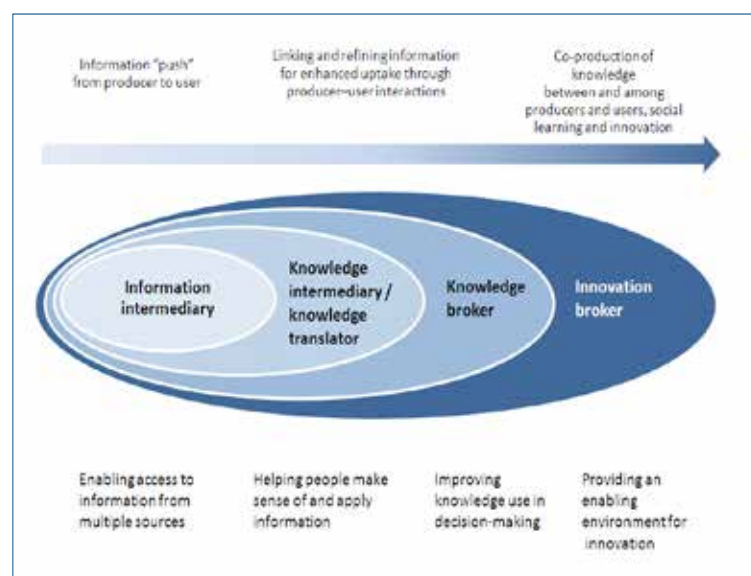 Information "push"
from producer to user
Linking and refining information
for enhanced uptake through
producer–user interactions
Co-production of
knowledge
between and among
producers and users, social
learning and innovation
Information
intermediary
Knowledge
intermediary /
knowledge
translator
Knowledge
broker
Innovation
broker
Enabling access to
information from
multiple sources
Helping people make
sense of and apply
information
Improving
knowledge use in
decision-making
Providing an
enabling
environment for
innovation